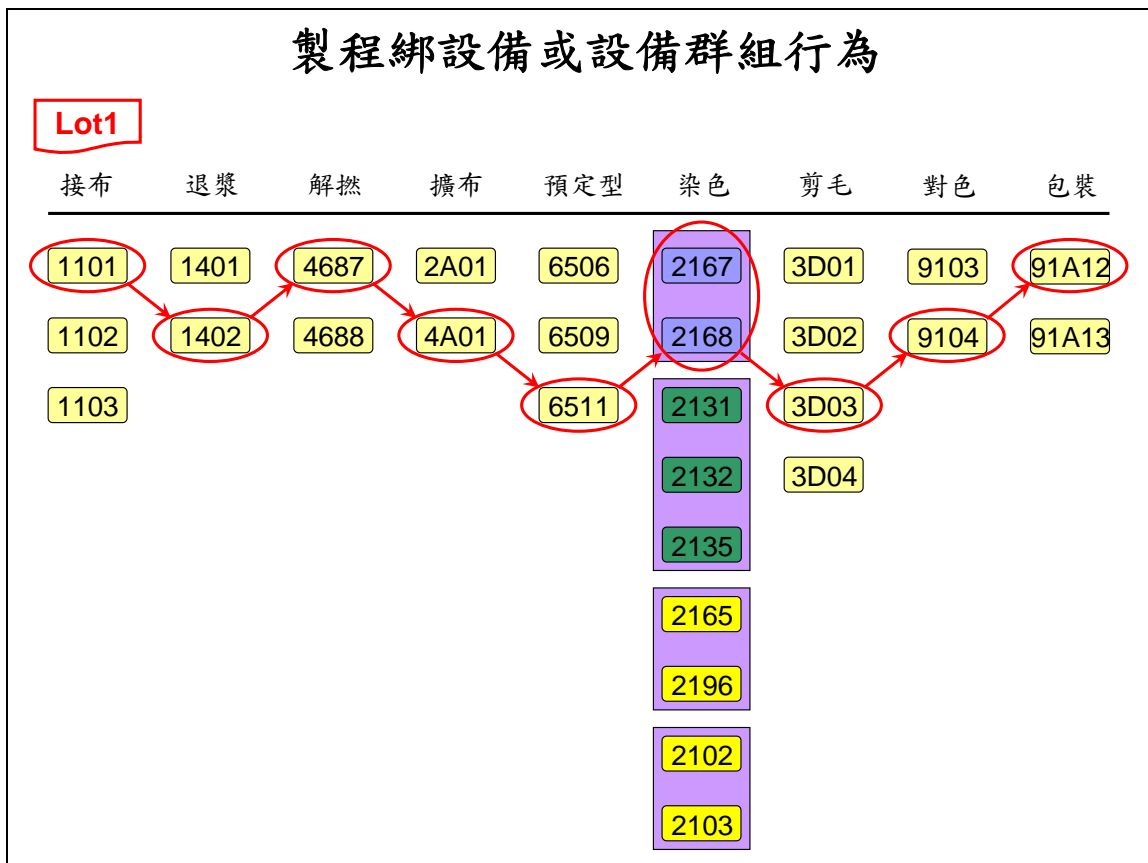 製程綁設備或設備群組行為
Lot1
接布 退漿 解撚 擴布 預定型 染色 剪毛 對色 包裝
1101 1401 4687 2A01 6506 2167 3D01 9103 91A12
1102 1402 4688 4A01 6509 2168 3D02 9104 91A13
1103 6511 2131 3D03
2132 3D04
2135
2165
2196
2102
2103